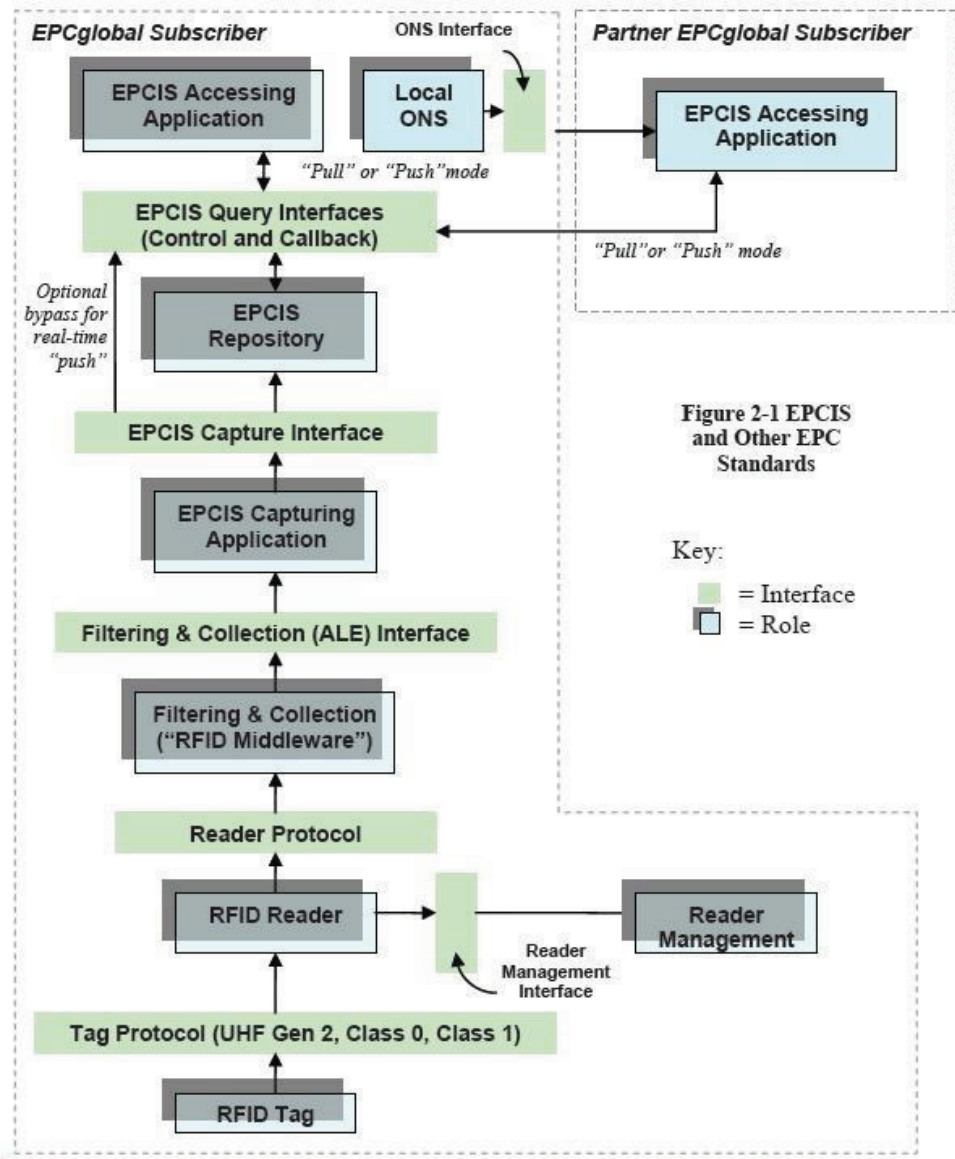 EPCglobal Subscriber
ONS Interface
Partner EPCglobal Subscriber
EPCIS Accessing
Application
Local
ONS
EPCIS Accessing
Application
“Pull” or “Push”mode
EPCIS Query Interfaces
(Control and Callback)
“Pull”or “Push” mode
Optional
bypass for
real-time
“push”
EPCIS
Repository
EPCIS Capture Interface
Figure 2-1 EPCIS
and Other EPC
Standards
EPCIS Capturing
Application
Key:
= Interface
= Role
Filtering & Collection (ALE) Interface
Filtering & Collection
(“RFID Middleware”)
Reader Protocol
RFID Reader
Reader
Management
Reader
Management
Interface
Tag Protocol (UHF Gen 2, Class 0, Class 1)
RFID Tag